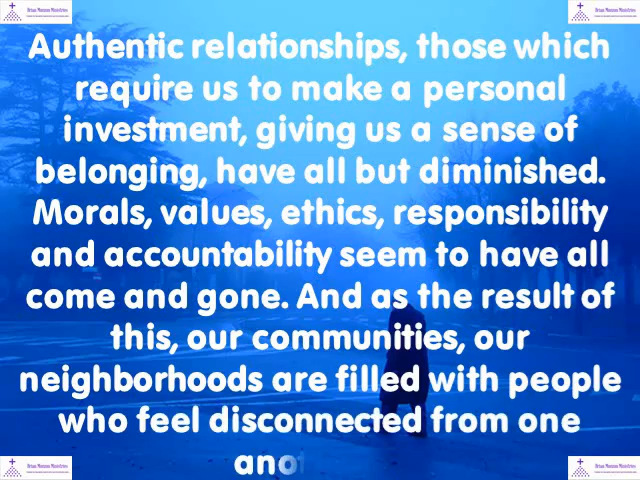 Authentic relationships, those which
require us to make a personal
investment, giving us a sense of
belonging, have all but diminished.
Morals, values, ethics, responsibility
and accountability seem to have all
come and gone. And as the result of
this, our communities, our
neighborhoods are filled with people
who feel disconnected from one
ano